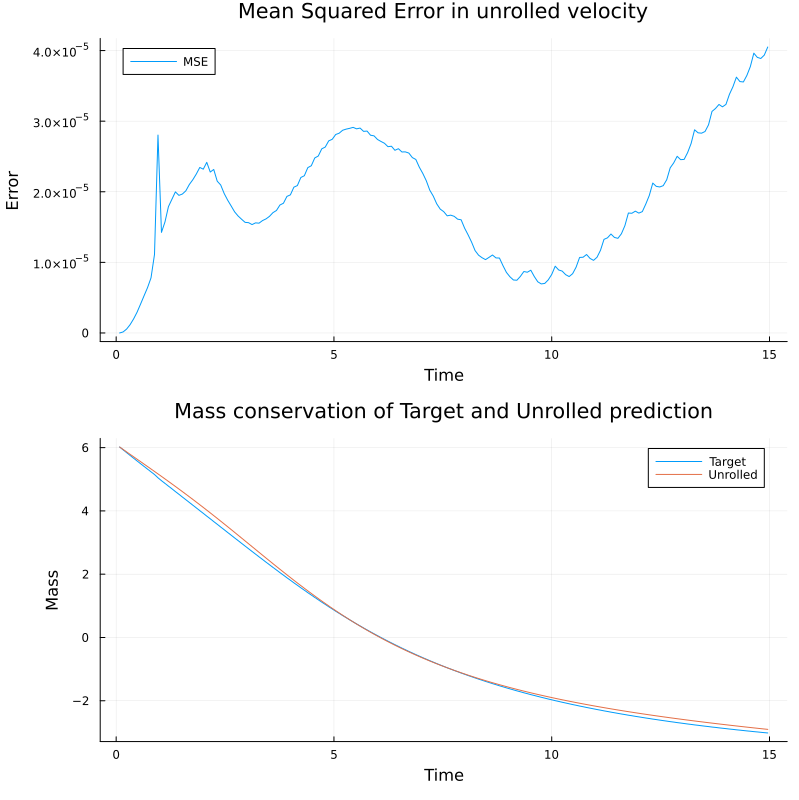 Mean Squared Error in unrolled velocity
4.0×10⁻⁵
MSE
3.0×10⁻⁵
2.0×10⁻⁵
1.0×10⁻⁵
0
Error
0 5 10 15
Time
Mass conservation of Target and Unrolled prediction
6
Target
Unrolled
4
2
0
−2
Mass
0 5 10 15
Time